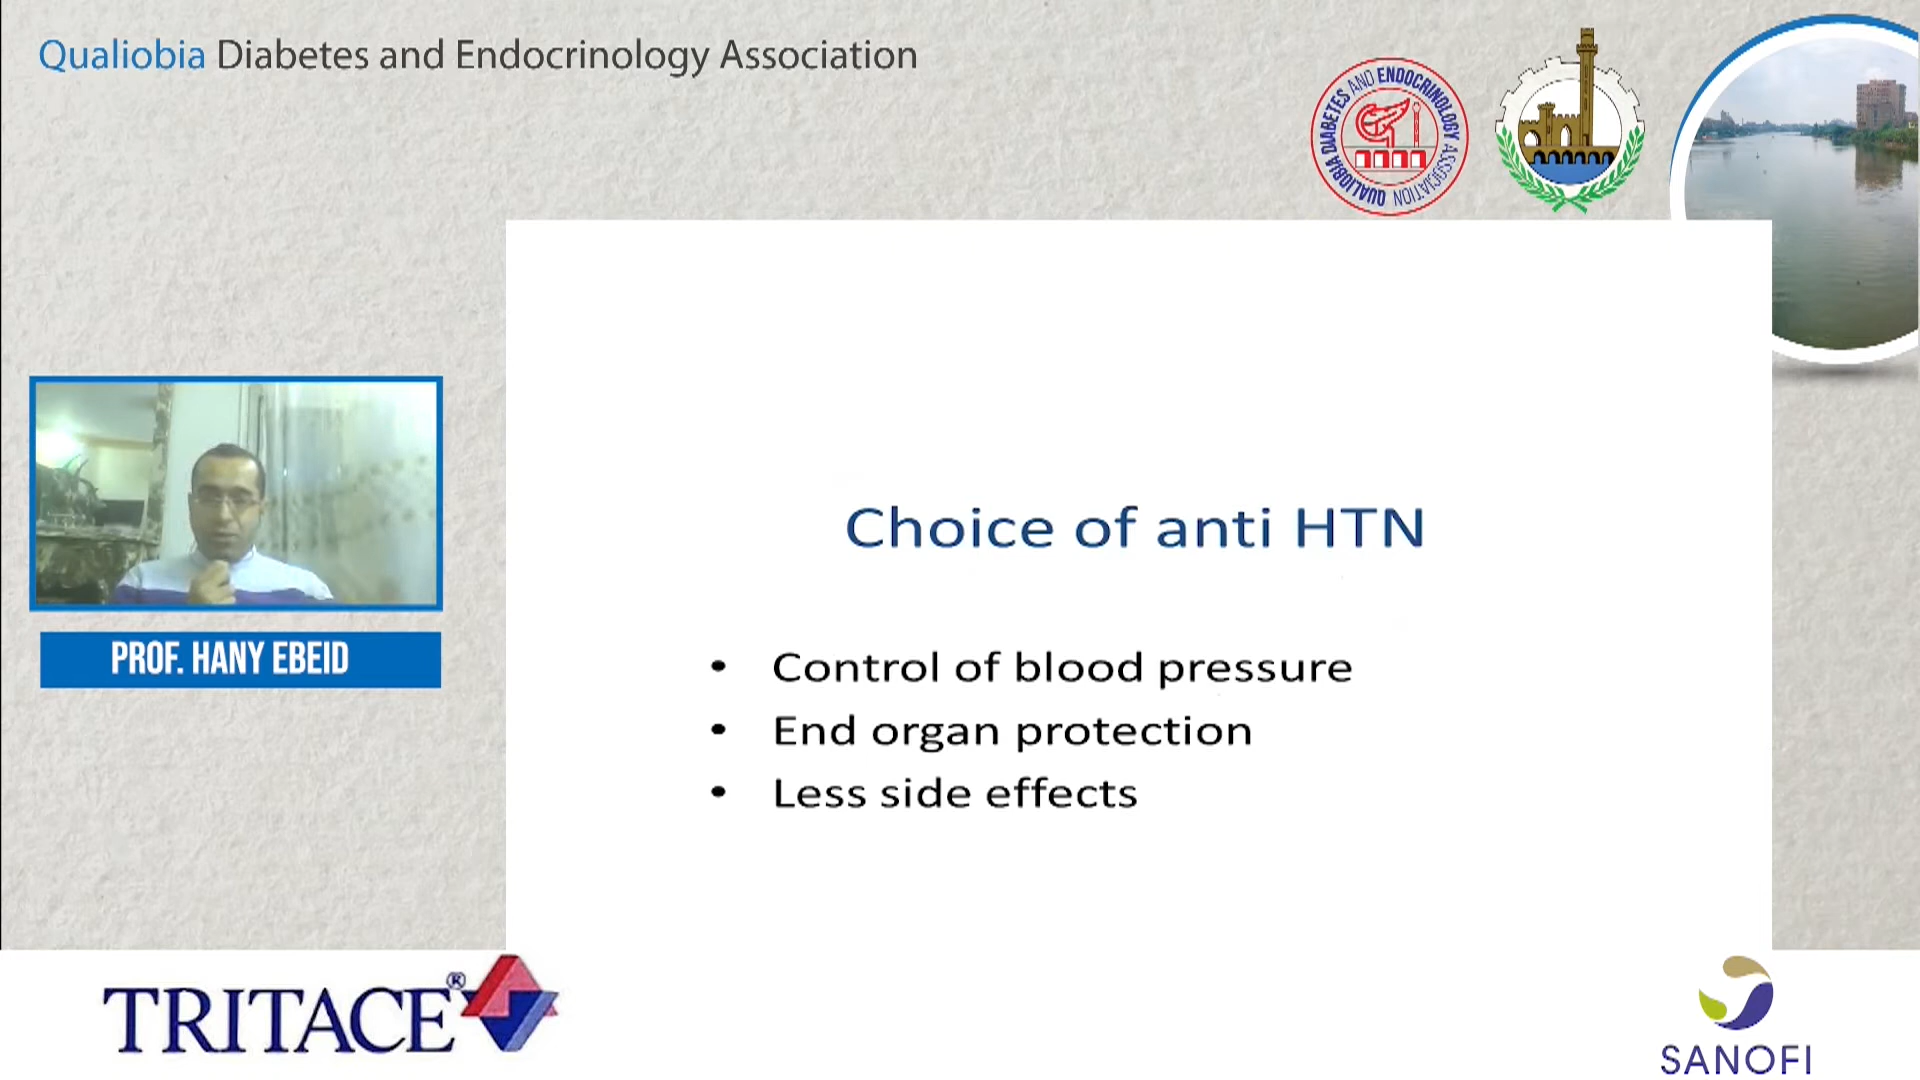 Qualiobia Diabetes and Endocrinology Association
QUALIOBIA DIABETES AND ENDOCRINOLOGY ASSOCIATION
Choice of anti HTN
• Control of blood pressure
• End organ protection
• Less side effects
PROF. HANY EBEID
TRITACE®
SANOFI